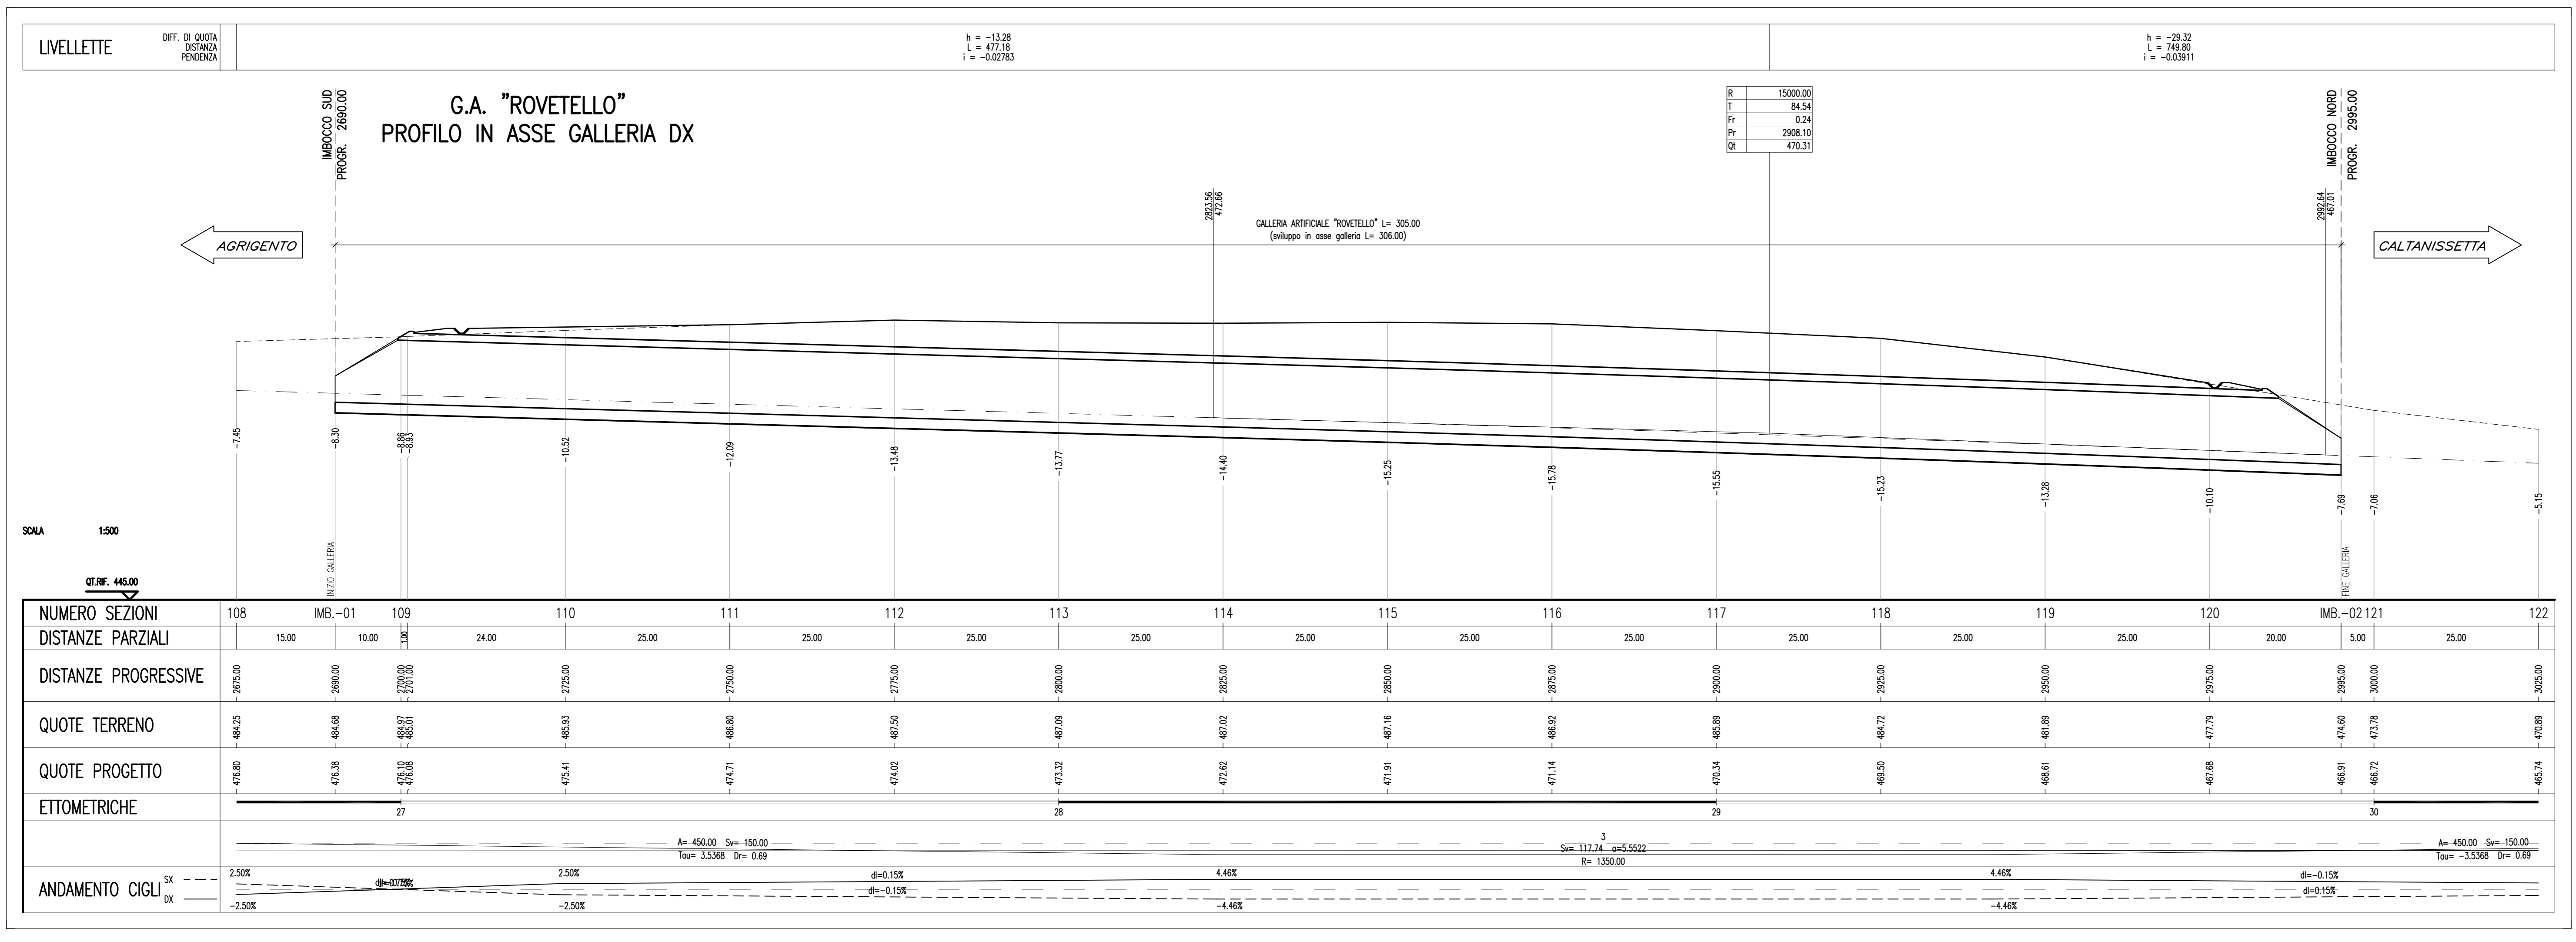 LIVELLETTE
DIFF. DI QUOTA
DISTANZA
PENDENZA
h = -13.28
L = 477.18
i = -0.02783
h = -29.32
L = 749.80
i = -0.03911
G.A. "ROVETELLO"
PROFILO IN ASSE GALLERIA DX
IMBOCCO SUD
PROGR. 2690.00
R 15000.00
T 84.54
Fr 0.24
Pr 2908.10
Qt 470.31
IMBOCCO NORD
PROGR. 2995.00
2823.56
472.66
2992.64
467.01
GALLERIA ARTIFICIALE "ROVETELLO" L= 305.00
(sviluppo in asse galleria L= 306.00)
AGRIGENTO
CALTANISSETTA
-7.45 -8.30 -8.86 -8.93 -10.52 -12.09 -13.48 -13.77 -14.40 -15.25 -15.78 -15.55 -15.23 -13.28 -10.10 -7.69 -7.06 -5.15
SCALA 1:500
INIZIO GALLERIA
FINE GALLERIA
QT.RIF. 445.00
NUMERO SEZIONI 108 IMB.-01 109 110 111 112 113 114 115 116 117 118 119 120 IMB.-02 121 122
DISTANZE PARZIALI 15.00 10.00 1.00 24.00 25.00 25.00 25.00 25.00 25.00 25.00 25.00 25.00 25.00 25.00 20.00 5.00 25.00
DISTANZE PROGRESSIVE 2675.00 2690.00 2700.00 2701.00 2725.00 2750.00 2775.00 2800.00 2825.00 2850.00 2875.00 2900.00 2925.00 2950.00 2975.00 2995.00 3000.00 3025.00
QUOTE TERRENO 484.25 484.68 484.97 485.01 485.93 486.80 487.50 487.09 487.02 487.16 486.92 485.89 484.72 481.89 477.79 474.60 473.78 470.89
QUOTE PROGETTO 476.80 476.38 476.10 476.08 475.41 474.71 474.02 473.32 472.62 471.91 471.14 470.34 469.50 468.61 467.68 466.91 466.72 465.74
ETTOMETRICHE
27 28 29 30
A= 450.00 Sv= 150.00
Tau= 3.5368 Dr= 0.69
3
Sv= 117.74 a=5.5522
R= 1350.00
A= 450.00 Sv= 150.00
Tau= -3.5368 Dr= 0.69
ANDAMENTO CIGLI
SX
DX
2.50% 2.50% dl=0.15% 4.46% 4.46% dl=-0.15%
dl=-0.15% dl=0.15%
-2.50% -2.50% -4.46% -4.46%